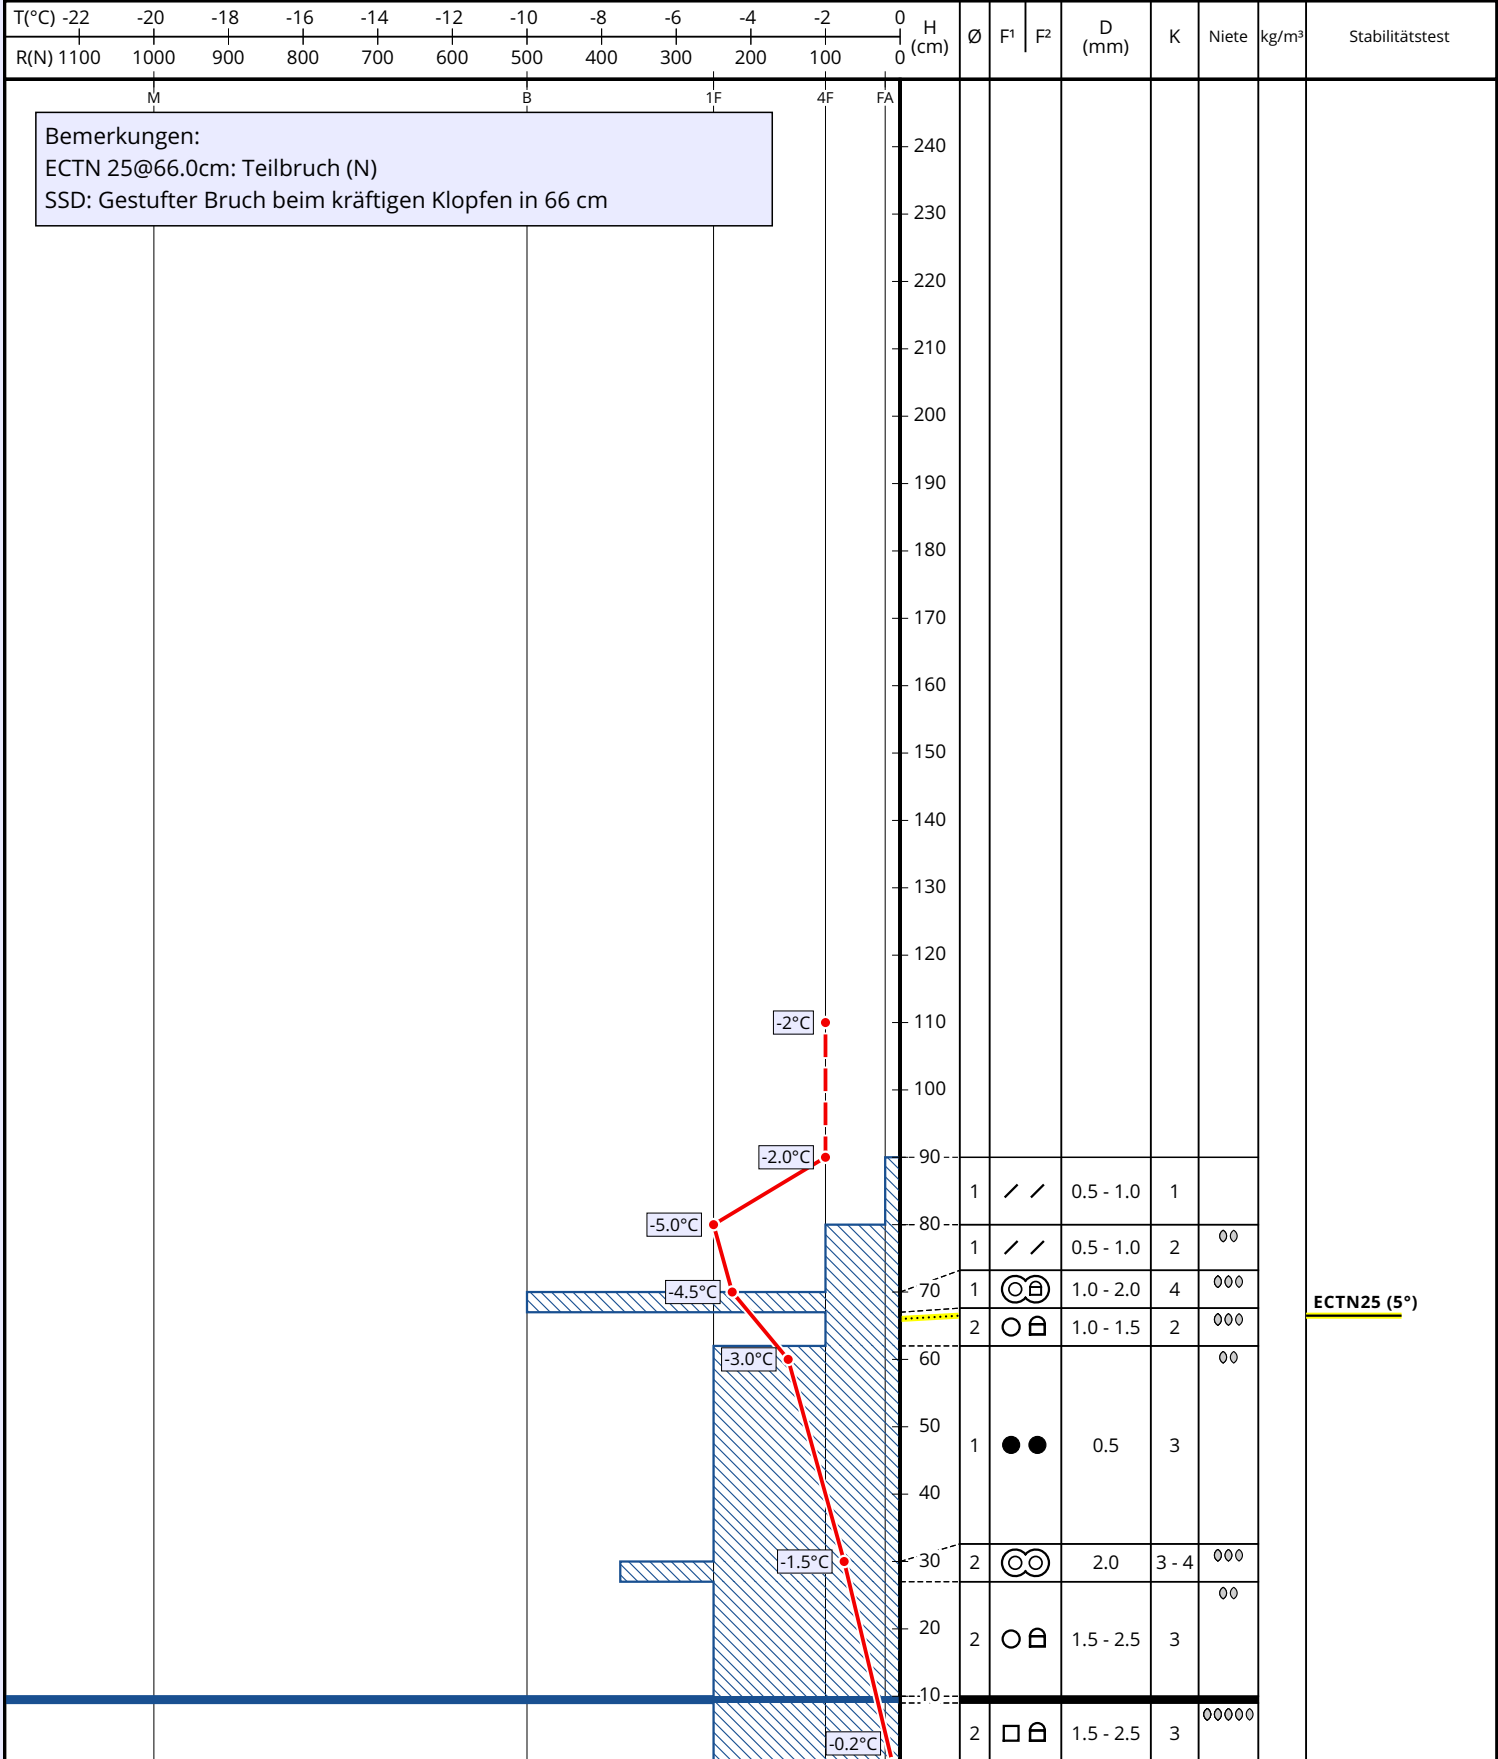 T(°C) -22 -20 -18 -16 -14 -12 -10 -8 -6 -4 -2 0
R(N) 1100 1000 900 800 700 600 500 400 300 200 100 0
H (cm) Ø F¹ F² D (mm) K Niete kg/m³ Stabilitätstest
M B 1F 4F FA
Bemerkungen:
ECTN 25@66.0cm: Teilbruch (N)
SSD: Gestufter Bruch beim kräftigen Klopfen in 66 cm
240
230
220
210
200
190
180
170
160
150
140
130
120
-2°C 110
100
-2.0°C 90
1 0.5 - 1.0 1
-5.0°C 80
1 0.5 - 1.0 2
-4.5°C 70 1 1.0 - 2.0 4
ECTN25 (5°)
2 1.0 - 1.5 2
-3.0°C 60
50
1 0.5 3
40
-1.5°C 30 2 2.0 3 - 4
20
2 1.5 - 2.5 3
10
2 1.5 - 2.5 3
-0.2°C